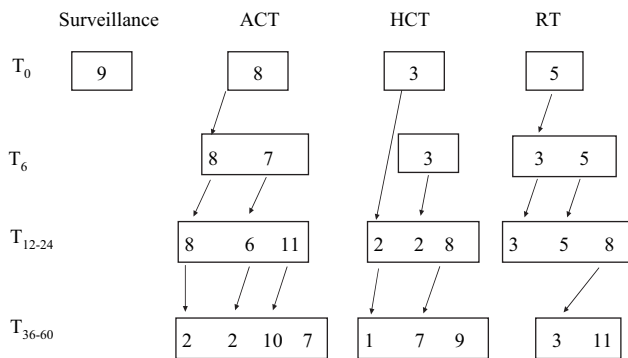 Surveillance ACT HCT RT
T0 9 8 3 5
T6 8 7 3 3 5
T12-24 8 6 11 2 2 8 3 5 8
T36-60 2 2 10 7 1 7 9 3 11